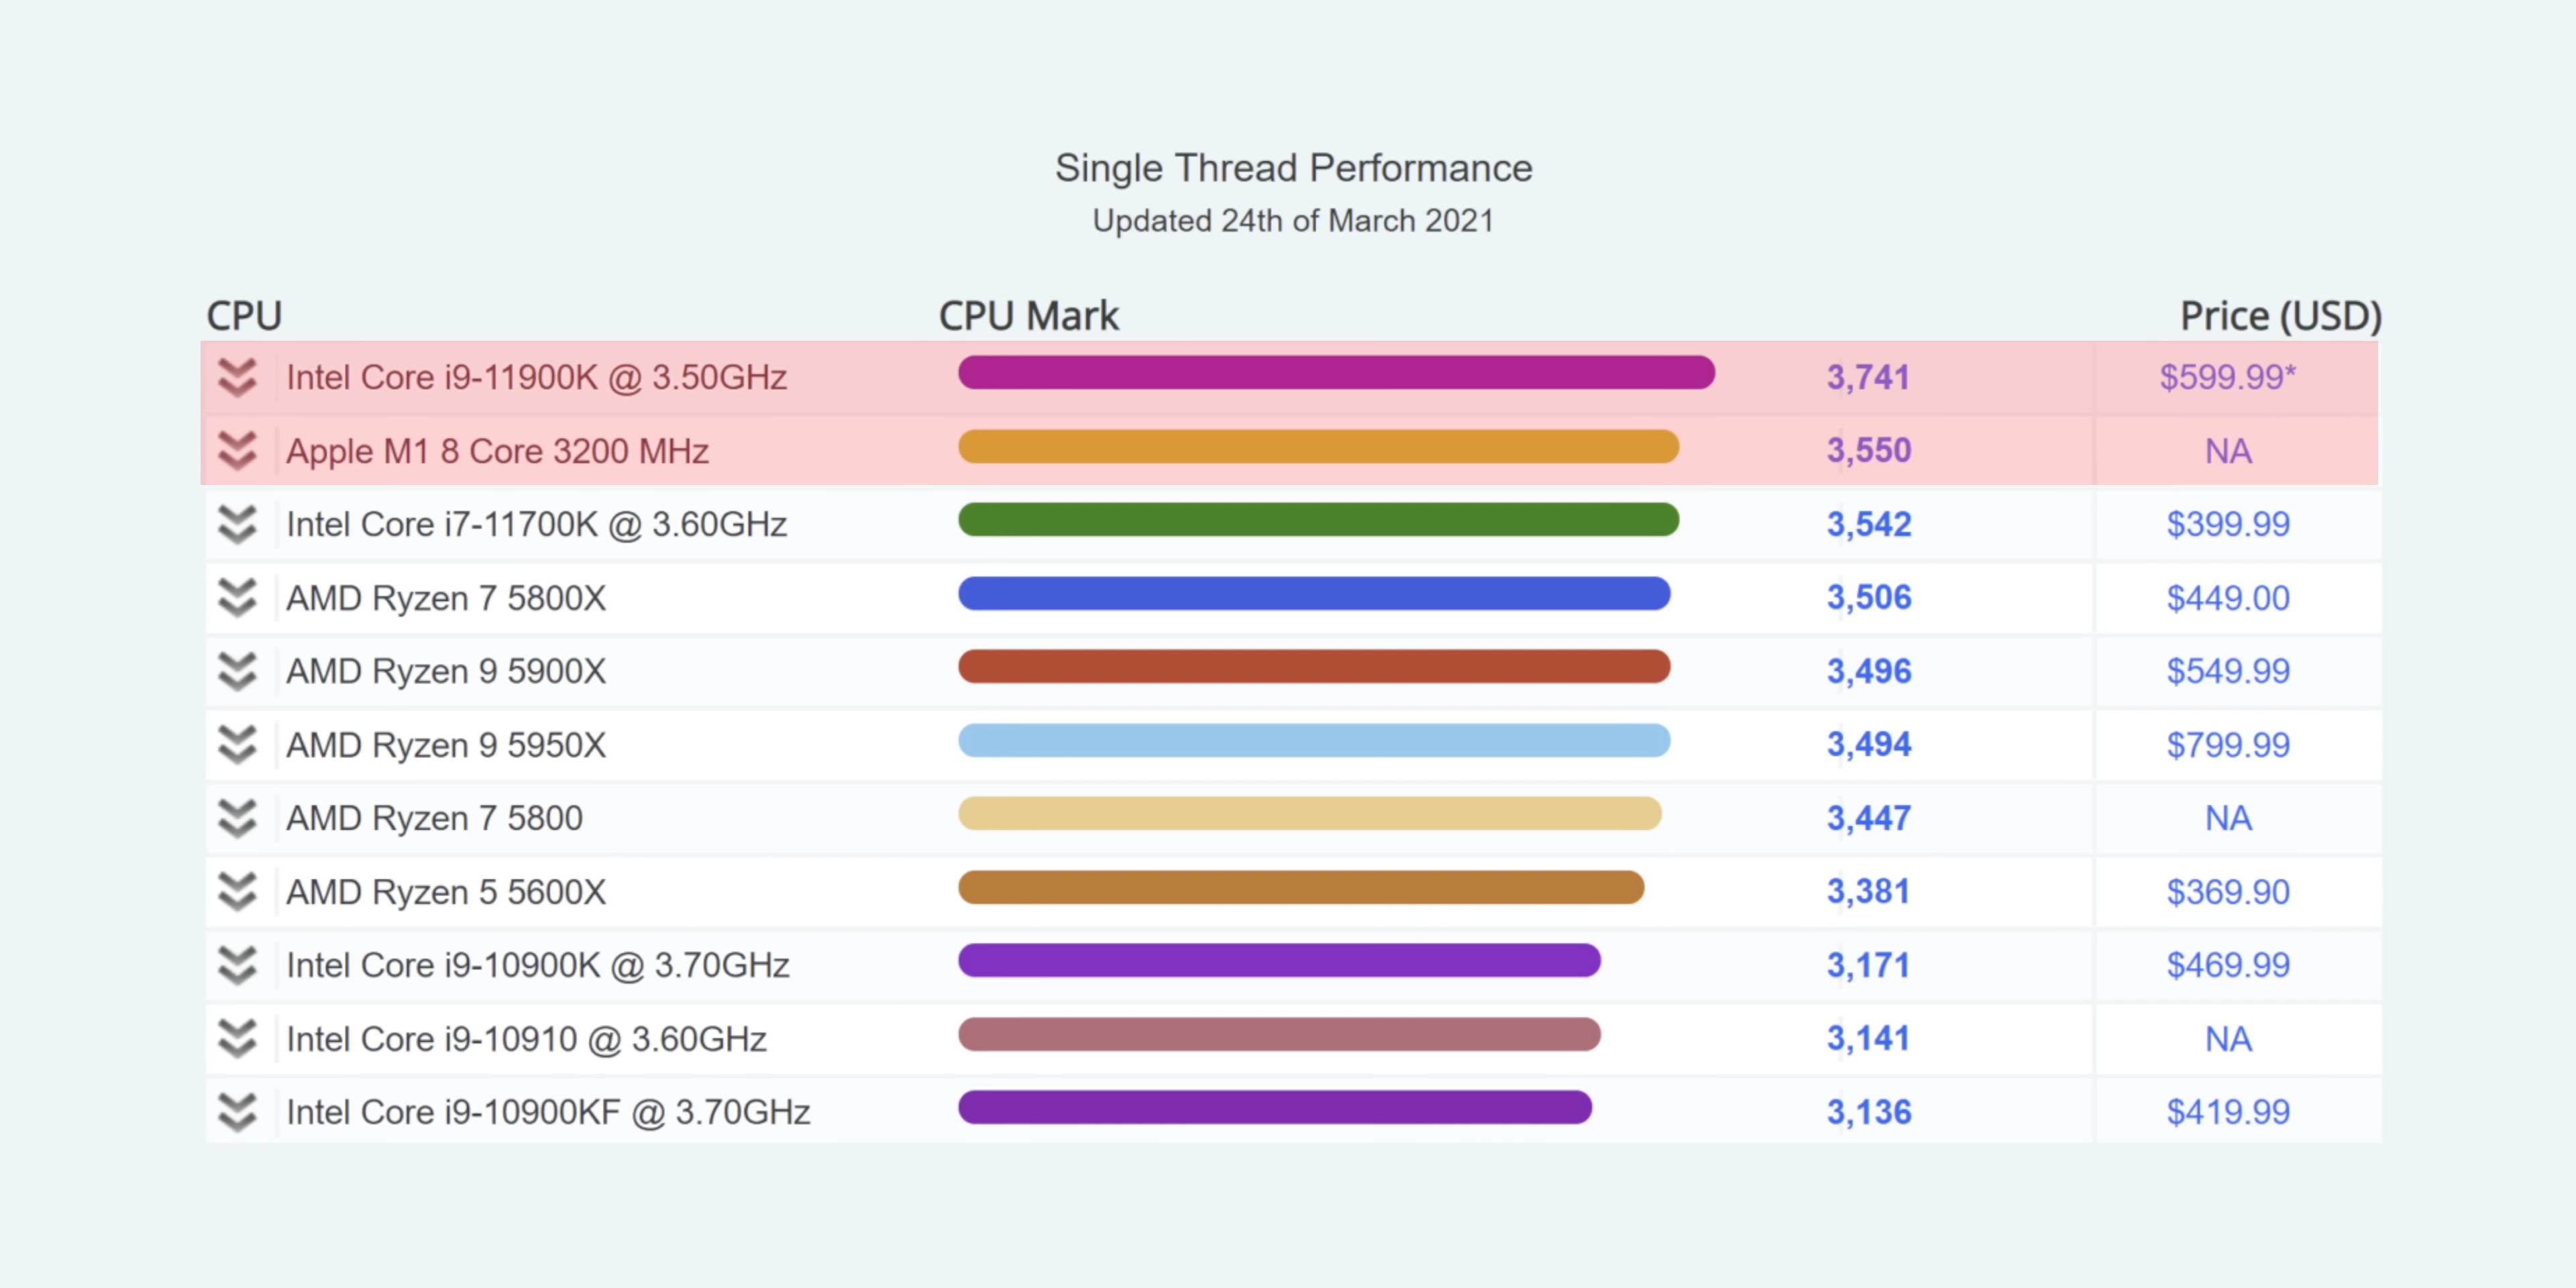 Single Thread Performance
Updated 24th of March 2021
CPU CPU Mark Price (USD)
Intel Core i9-11900K @ 3.50GHz 3,741 $599.99*
Apple M1 8 Core 3200 MHz 3,550 NA
Intel Core i7-11700K @ 3.60GHz 3,542 $399.99
AMD Ryzen 7 5800X 3,506 $449.00
AMD Ryzen 9 5900X 3,496 $549.99
AMD Ryzen 9 5950X 3,494 $799.99
AMD Ryzen 7 5800 3,447 NA
AMD Ryzen 5 5600X 3,381 $369.90
Intel Core i9-10900K @ 3.70GHz 3,171 $469.99
Intel Core i9-10910 @ 3.60GHz 3,141 NA
Intel Core i9-10900KF @ 3.70GHz 3,136 $419.99